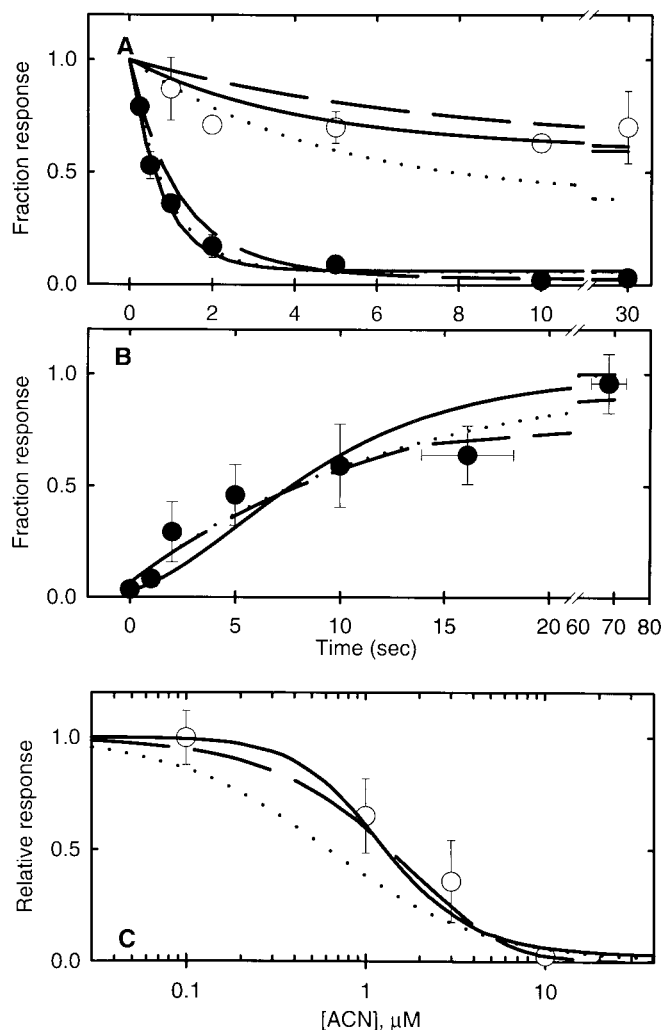 A
Fraction response
1.0
0.5
0.0
0 2 4 6 8 10 30
B
Fraction response
1.0
0.5
0.0
0 5 10 15 20 60 70 80
Time (sec)
C
Relative response
1.0
0.5
0.0
0.1 1 10
[ACN], µM